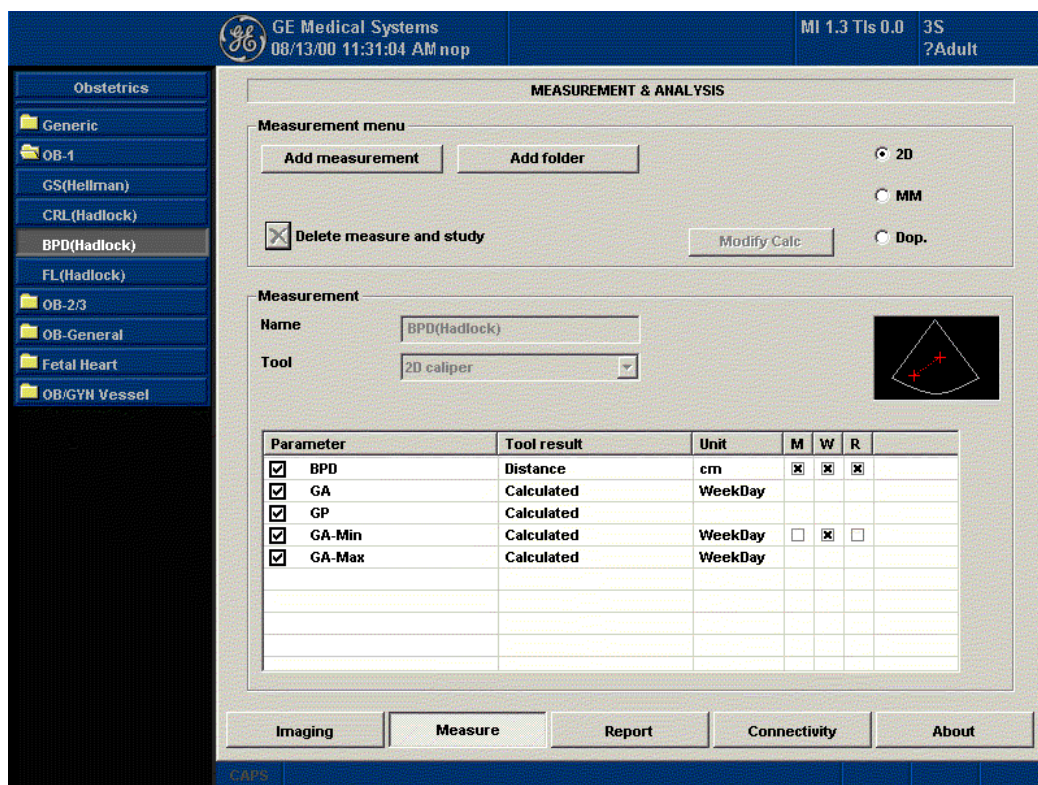 GE Medical Systems
08/13/00 11:31:04 AM nop
MI 1.3 TIs 0.0
3S
?Adult
Obstetrics
Generic
OB-1
GS(Hellman)
CRL(Hadlock)
BPD(Hadlock)
FL(Hadlock)
OB-2/3
OB-General
Fetal Heart
OB/GYN Vessel
MEASUREMENT & ANALYSIS
Measurement menu
Add measurement
Add folder
2D
MM
Delete measure and study
Modify Calc
Dop.
Measurement
Name
BPD(Hadlock)
Tool
2D caliper
Parameter Tool result Unit M W R
BPD Distance cm
GA Calculated WeekDay
GP Calculated
GA-Min Calculated WeekDay
GA-Max Calculated WeekDay
Imaging Measure Report Connectivity About
CAPS